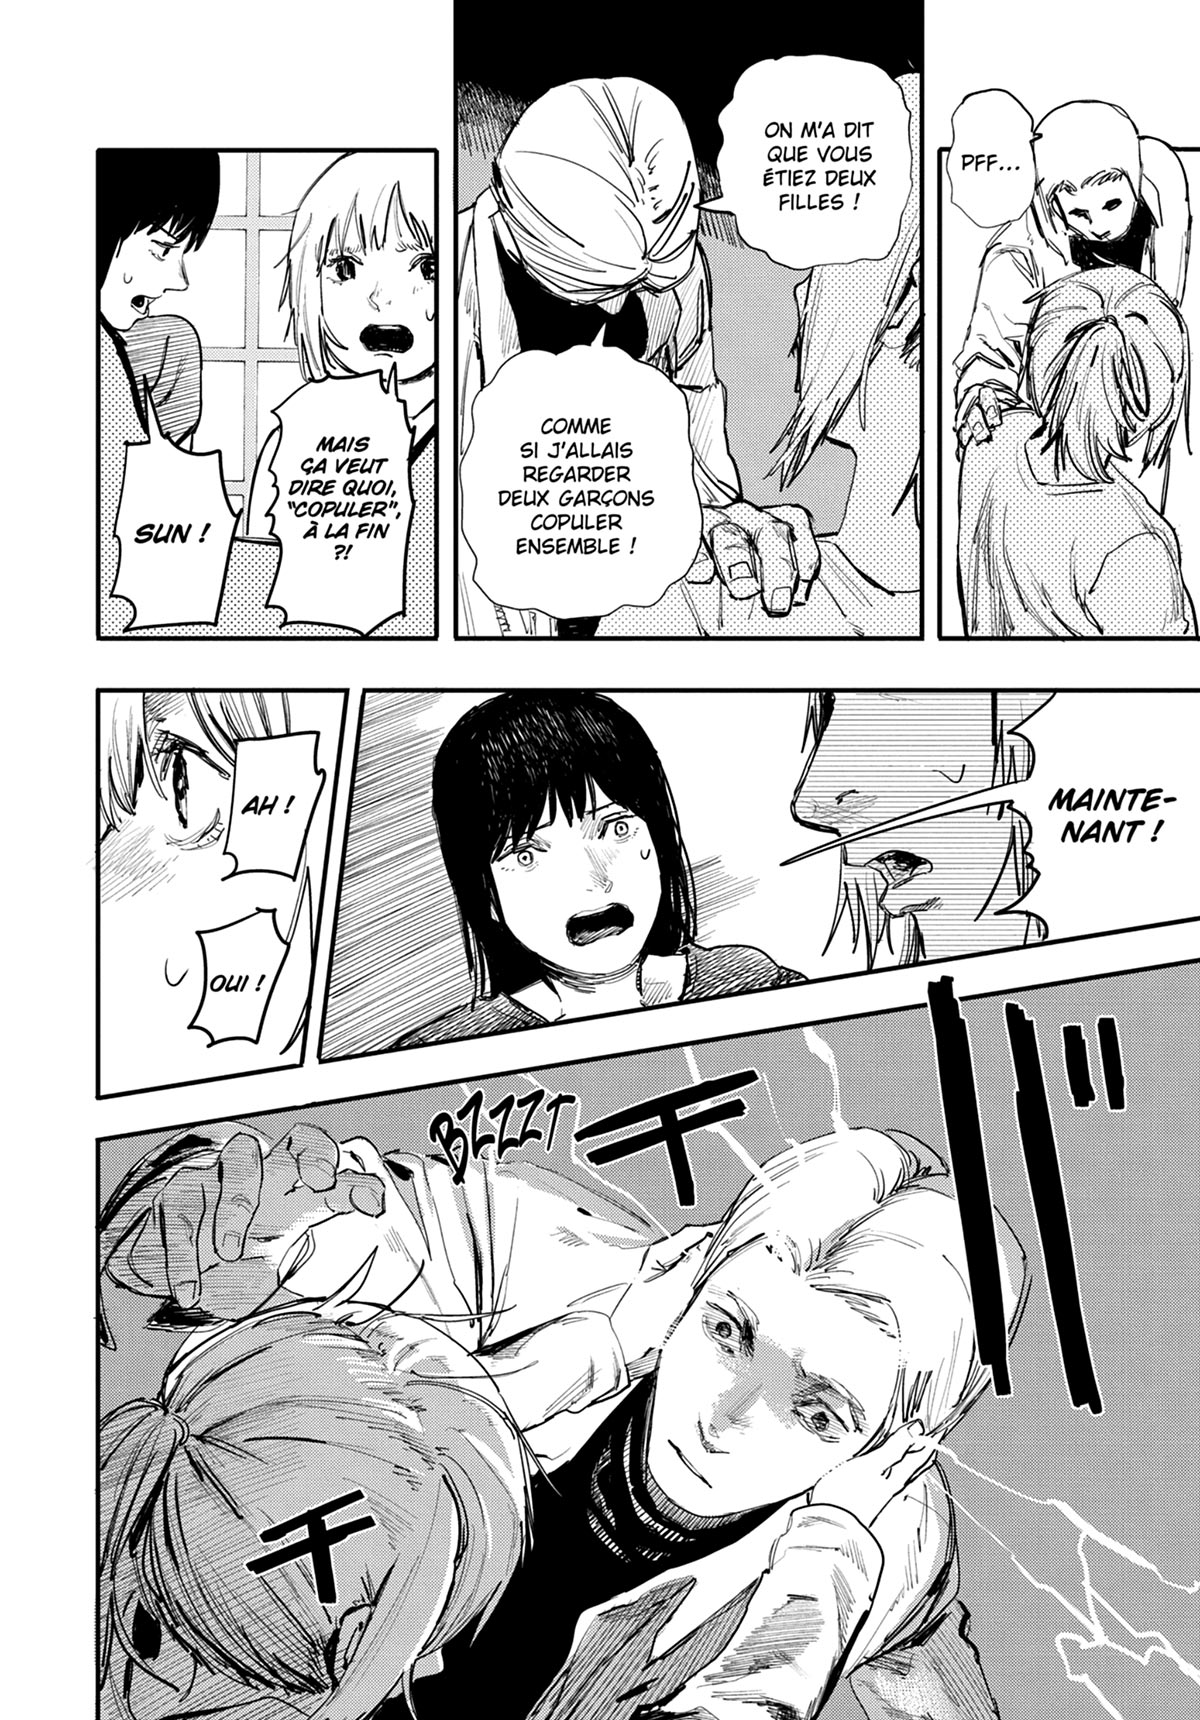 PFF...
ON M'A DIT
QUE VOUS
ÉTIEZ DEUX
FILLES !
COMME
SI J'ALLAIS
REGARDER
DEUX GARÇONS
COPULER
ENSEMBLE !
MAIS
ÇA VEUT
DIRE QUOI,
"COPULER",
À LA FIN
?!
SUN !
MAINTE-
NANT !
AH !
OUI !
BZZZT